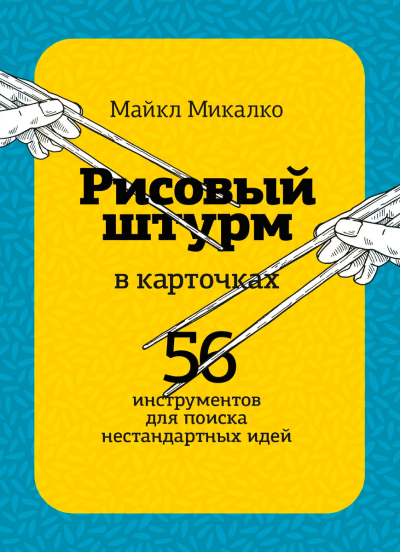 Майкл Микалко
Рисовый
штурм
в карточках
56
инструментов
для поиска
нестандартных идей